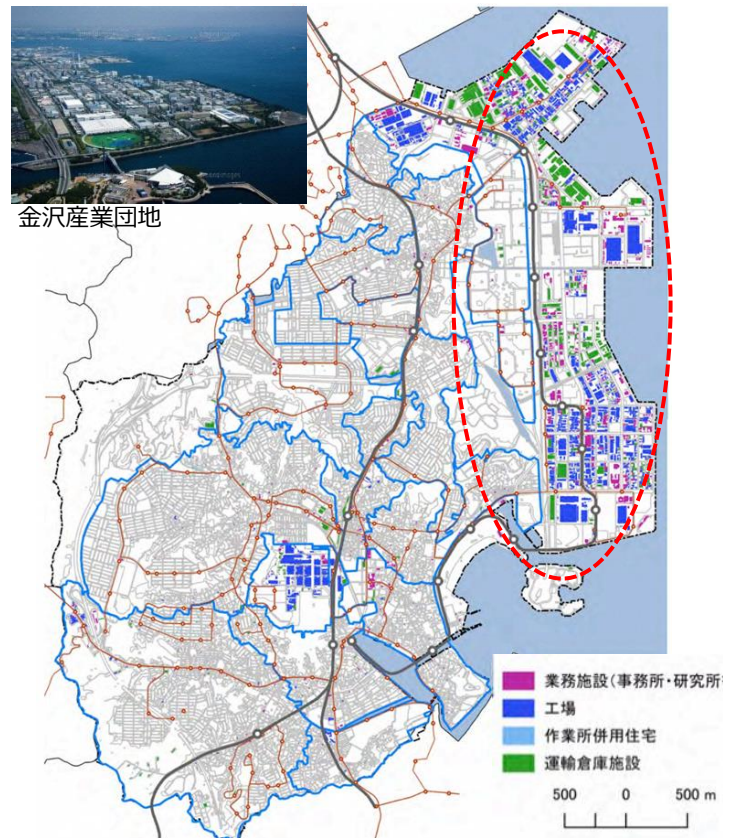 金沢産業団地
業務施設(事務所・研究所
工場
作業所併用住宅
運輸倉庫施設
500 0 500 m